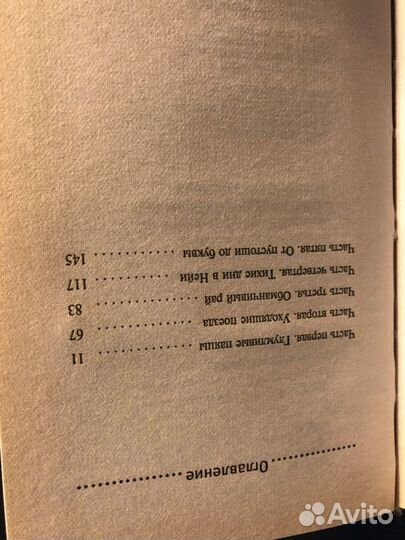 Оглавление
Часть первая. Глумливые паяцы 11
Часть вторая. Уходящие поезда 67
Часть третья. Обманчивый рай 83
Часть четвертая. Тихие дни в Нейи 117
Часть пятая. От пустоши до буквы 145
Avito